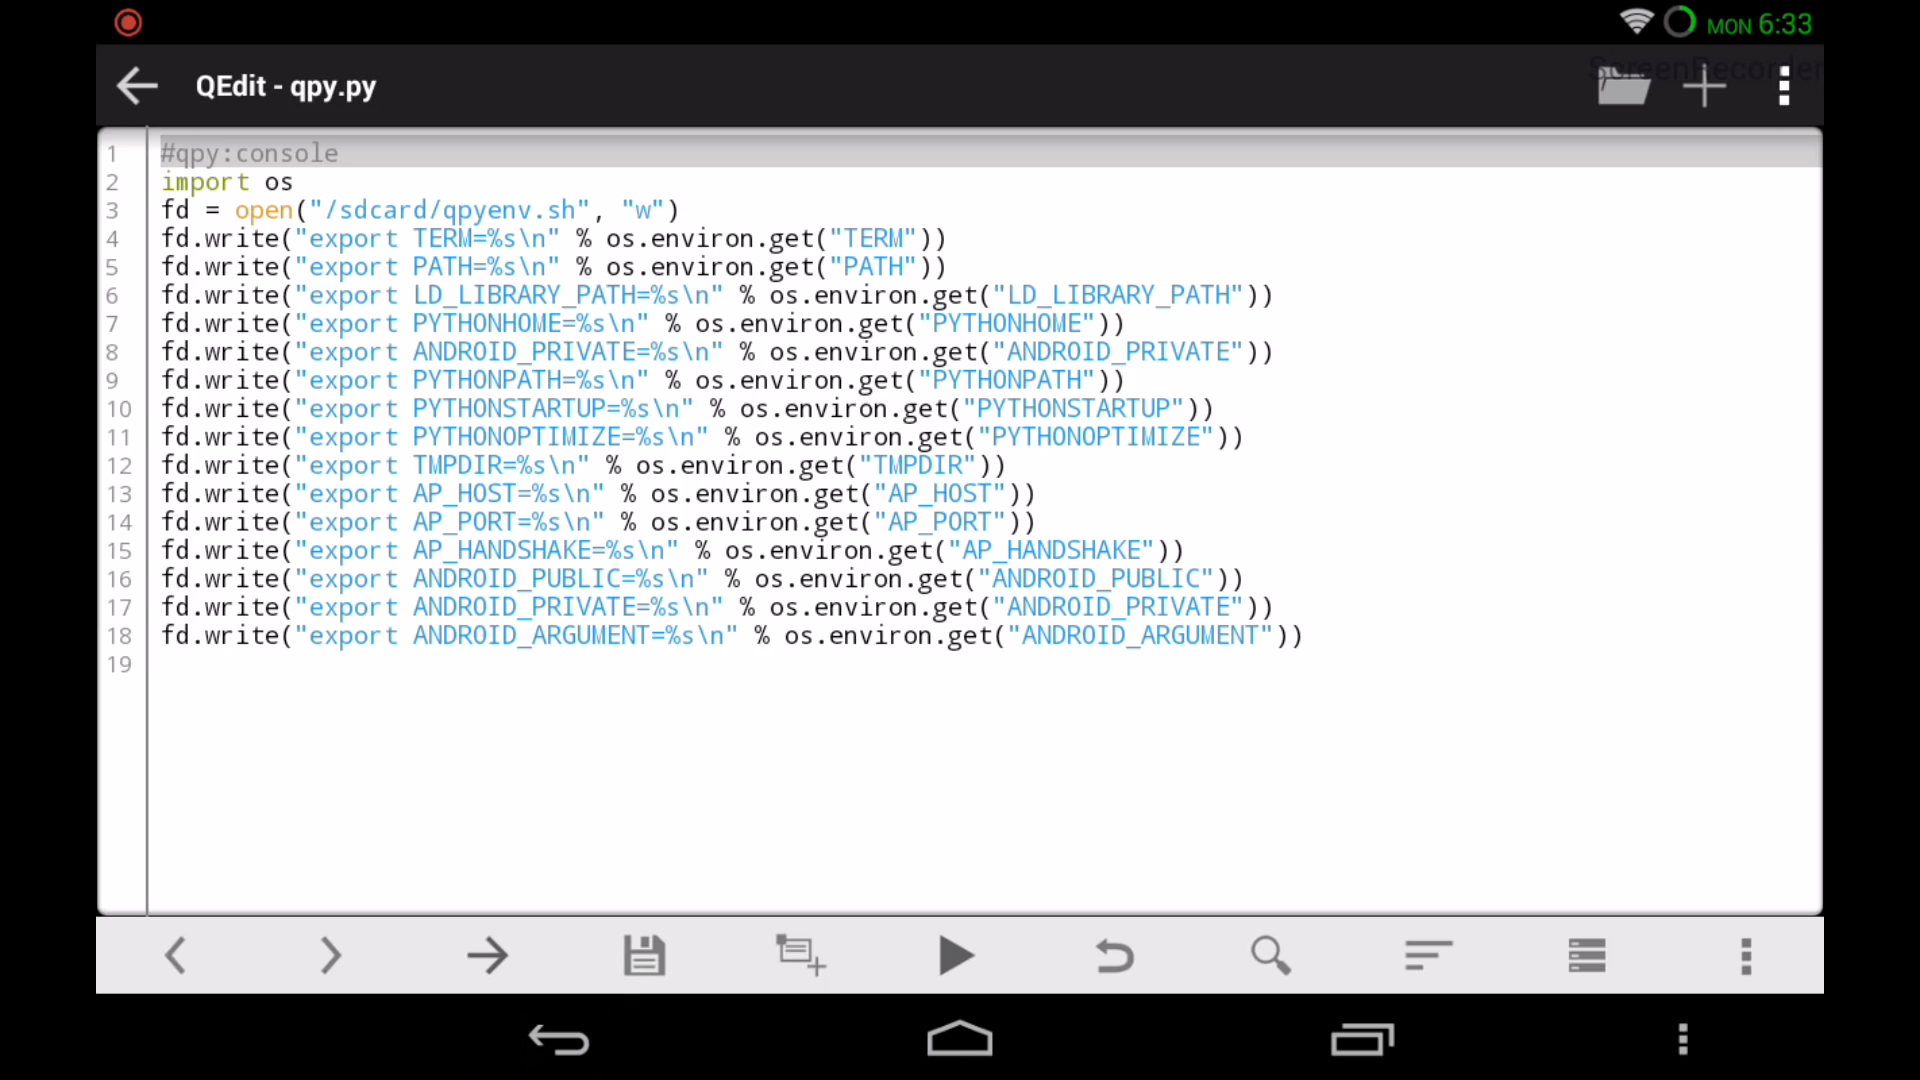 MON 6:33
QEdit - qpy.py
ScreenRecorder
1 #qpy:console
2 import os
3 fd = open("/sdcard/qpyenv.sh", "w")
4 fd.write("export TERM=%s\n" % os.environ.get("TERM"))
5 fd.write("export PATH=%s\n" % os.environ.get("PATH"))
6 fd.write("export LD_LIBRARY_PATH=%s\n" % os.environ.get("LD_LIBRARY_PATH"))
7 fd.write("export PYTHONHOME=%s\n" % os.environ.get("PYTHONHOME"))
8 fd.write("export ANDROID_PRIVATE=%s\n" % os.environ.get("ANDROID_PRIVATE"))
9 fd.write("export PYTHONPATH=%s\n" % os.environ.get("PYTHONPATH"))
10 fd.write("export PYTHONSTARTUP=%s\n" % os.environ.get("PYTHONSTARTUP"))
11 fd.write("export PYTHONOPTIMIZE=%s\n" % os.environ.get("PYTHONOPTIMIZE"))
12 fd.write("export TMPDIR=%s\n" % os.environ.get("TMPDIR"))
13 fd.write("export AP_HOST=%s\n" % os.environ.get("AP_HOST"))
14 fd.write("export AP_PORT=%s\n" % os.environ.get("AP_PORT"))
15 fd.write("export AP_HANDSHAKE=%s\n" % os.environ.get("AP_HANDSHAKE"))
16 fd.write("export ANDROID_PUBLIC=%s\n" % os.environ.get("ANDROID_PUBLIC"))
17 fd.write("export ANDROID_PRIVATE=%s\n" % os.environ.get("ANDROID_PRIVATE"))
18 fd.write("export ANDROID_ARGUMENT=%s\n" % os.environ.get("ANDROID_ARGUMENT"))
19